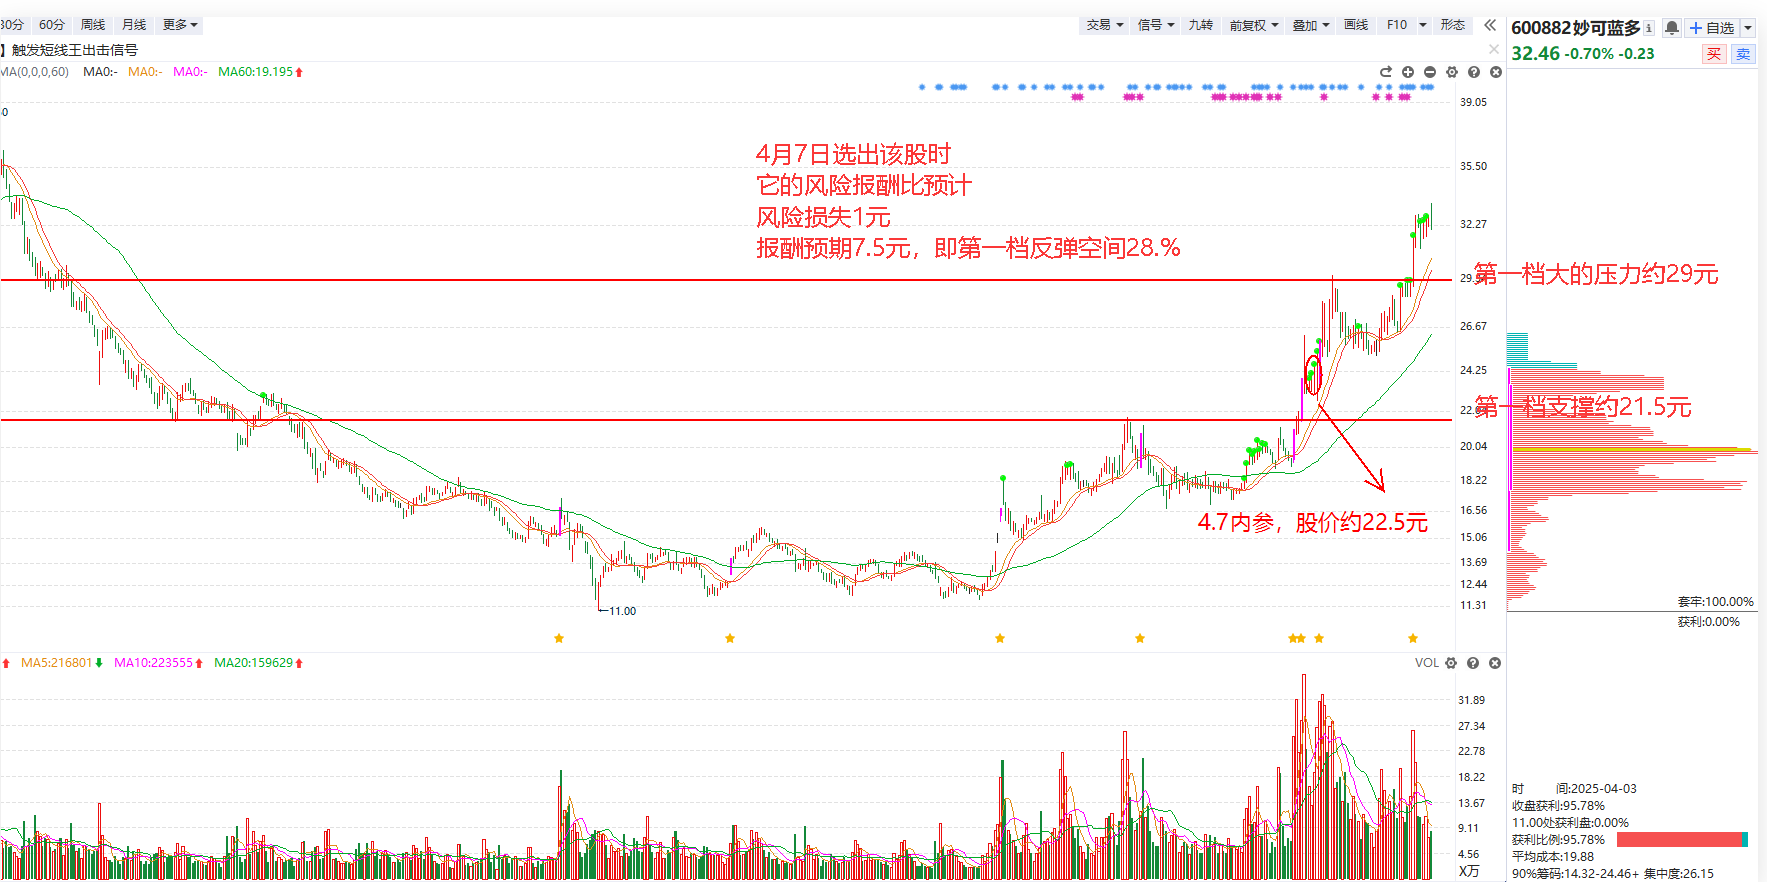 30分 60分 周线 月线 更多
交易 信号 九转 前复权 叠加 画线 F10 形态
600882妙可蓝多 自选
】触发短线王出击信号
32.46 -0.70% -0.23 买 卖
MA(0,0,0,60) MA0:- MA0:- MA0:- MA60:19.195
39.05
4月7日选出该股时
35.50
它的风险报酬比预计
风险损失1元
32.27
报酬预期7.5元，即第一档反弹空间28.%
第一档大的压力约29元
26.67
24.25
第一档支撑约21.5元
20.04
18.22
4.7内参，股价约22.5元
16.56
15.06
13.69
12.44
11.31
←11.00
套牢:100.00%
获利:0.00%
MA5:216801 MA10:223555 MA20:159629
VOL
31.89
27.34
22.78
18.22
13.67
9.11
4.56
X万
时 间:2025-04-03
收盘获利:95.78%
11.00处获利盘:0.00%
获利比例:95.78%
平均成本:19.88
90%筹码:14.32-24.46+ 集中度:26.15